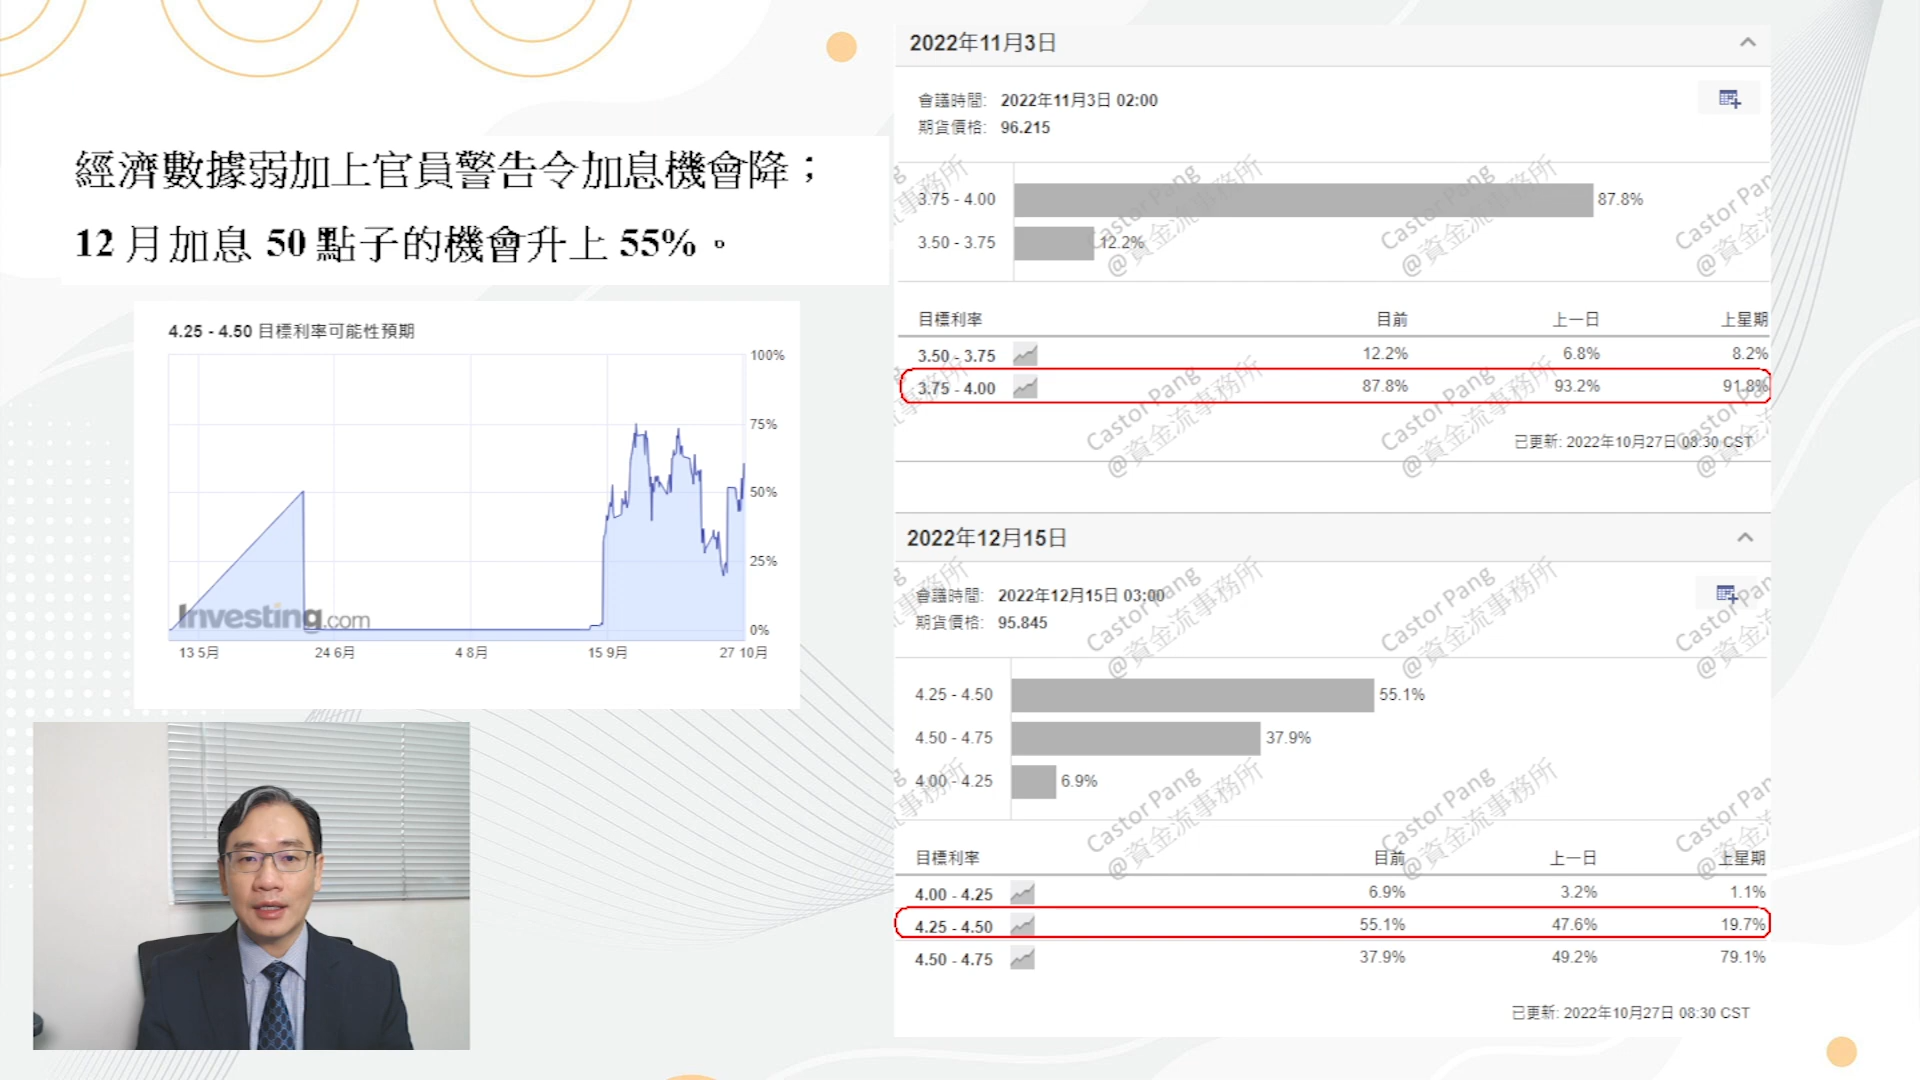 經濟數據弱加上官員警告令加息機會降；
12 月加息 50 點子的機會升上 55%。
4.25 - 4.50 目標利率可能性預期
100%
75%
50%
25%
0%
Investing.com
13 5月
24 6月
4 8月
15 9月
27 10月
2022年11月3日
會議時間: 2022年11月3日 02:00
期貨價格: 96.215
3.75 - 4.00 87.8%
3.50 - 3.75 12.2%
目標利率 目前 上一日 上星期
3.50 - 3.75 12.2% 6.8% 8.2%
3.75 - 4.00 87.8% 93.2% 91.8%
已更新: 2022年10月27日 08:30 CST
2022年12月15日
會議時間: 2022年12月15日 03:00
期貨價格: 95.845
4.25 - 4.50 55.1%
4.50 - 4.75 37.9%
4.00 - 4.25 6.9%
目標利率 目前 上一日 上星期
4.00 - 4.25 6.9% 3.2% 1.1%
4.25 - 4.50 55.1% 47.6% 19.7%
4.50 - 4.75 37.9% 49.2% 79.1%
已更新: 2022年10月27日 08:30 CST
Castor Pang
@資金流事務所